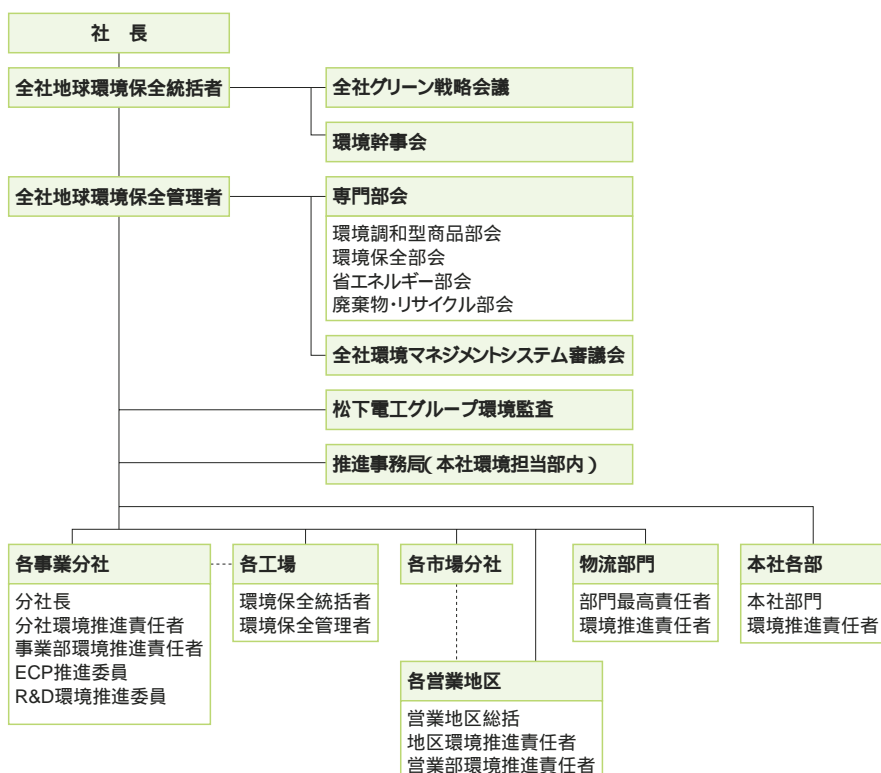 社 長
全社地球環境保全統括者
全社グリーン戦略会議
環境幹事会
全社地球環境保全管理者
専門部会
環境調和型商品部会
環境保全部会
省エネルギー部会
廃棄物・リサイクル部会
全社環境マネジメントシステム審議会
松下電工グループ環境監査
推進事務局(本社環境担当部内)
各事業分社
分社長
分社環境推進責任者
事業部環境推進責任者
ECP推進委員
R&D環境推進委員
各工場
環境保全統括者
環境保全管理者
各市場分社
物流部門
部門最高責任者
環境推進責任者
本社各部
本社部門
環境推進責任者
各営業地区
営業地区総括
地区環境推進責任者
営業部環境推進責任者